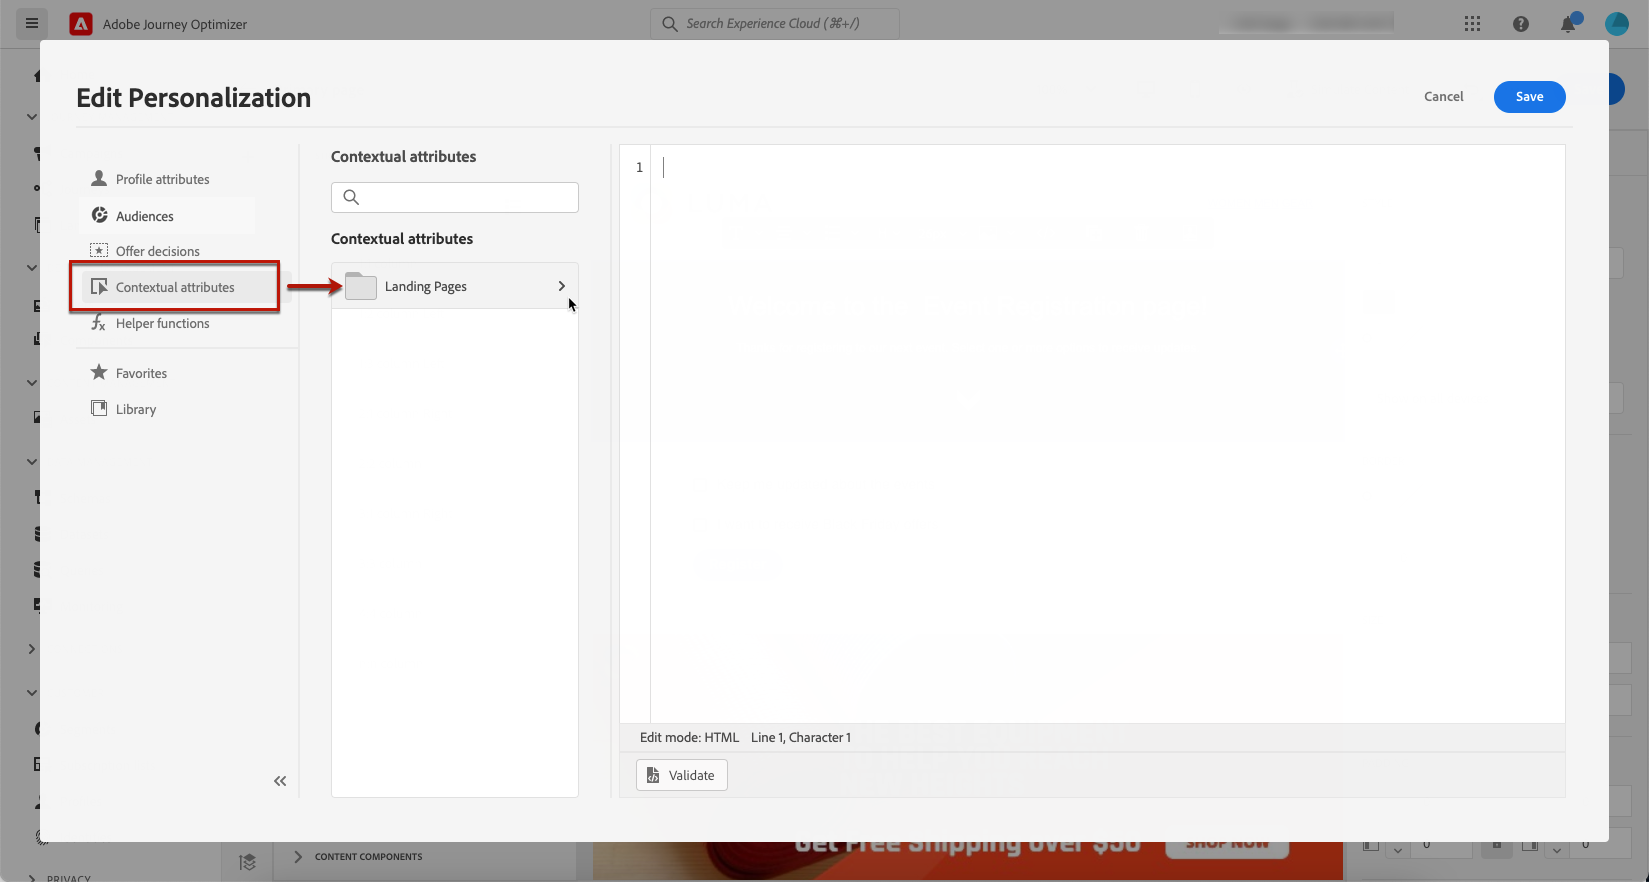 Adobe Journey Optimizer
Search Experience Cloud (⌘+/)
Edit Personalization
Cancel
Save
Profile attributes
Audiences
Offer decisions
Contextual attributes
Helper functions
Favorites
Library
Contextual attributes
Contextual attributes
Landing Pages
1
Edit mode: HTML Line 1, Character 1
Validate
Get Free Shipping Over $50
SHOP NOW
CONTENT COMPONENTS
0
0
PRIVACY